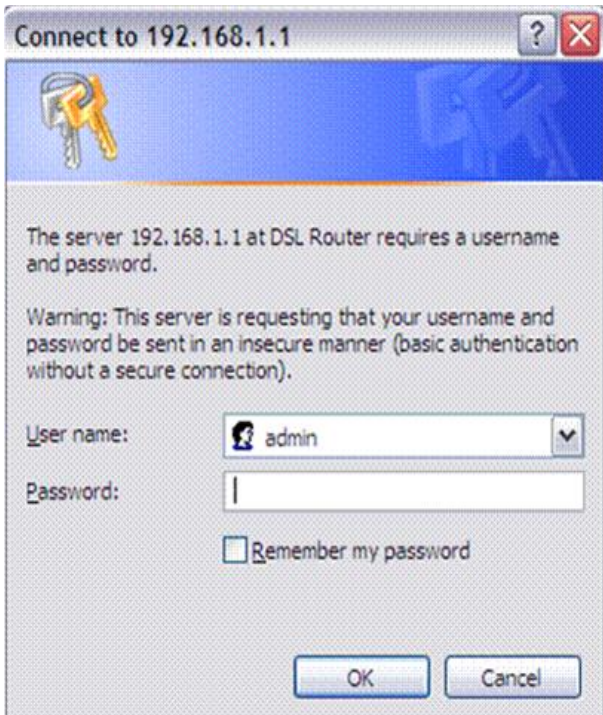 Connect to 192.168.1.1
?
The server 192.168.1.1 at DSL Router requires a username
and password.
Warning: This server is requesting that your username and
password be sent in an insecure manner (basic authentication
without a secure connection).
User name:
admin
Password:
Remember my password
OK
Cancel